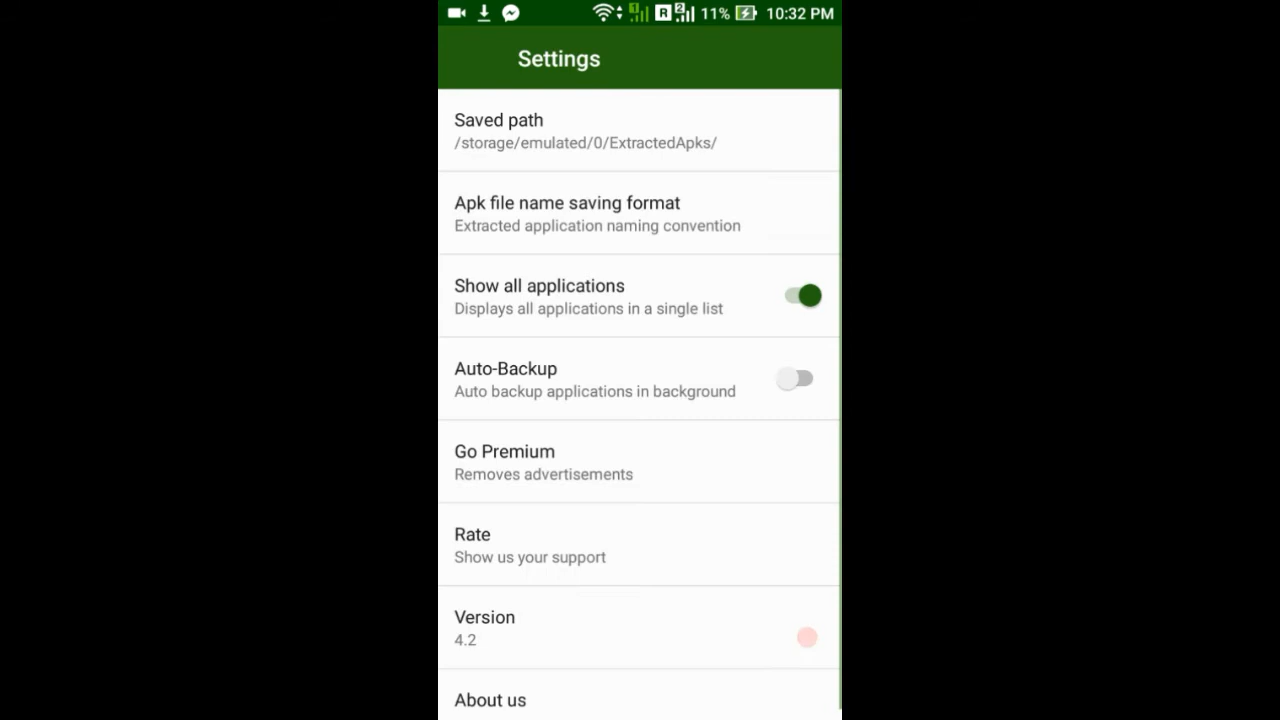 1 R 2 11% 10:32 PM
Settings
Saved path
/storage/emulated/0/ExtractedApks/
Apk file name saving format
Extracted application naming convention
Show all applications
Displays all applications in a single list
Auto-Backup
Auto backup applications in background
Go Premium
Removes advertisements
Rate
Show us your support
Version
4.2
About us